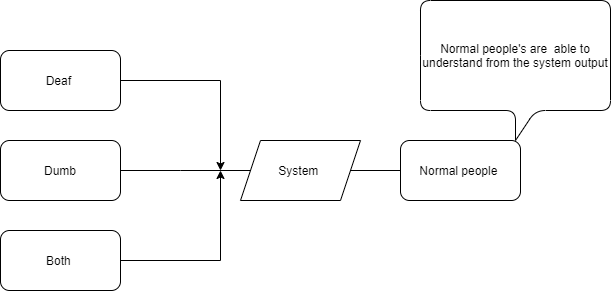 Normal people's are  able to
understand from the system output
Deaf
Dumb
System
Normal people
Both